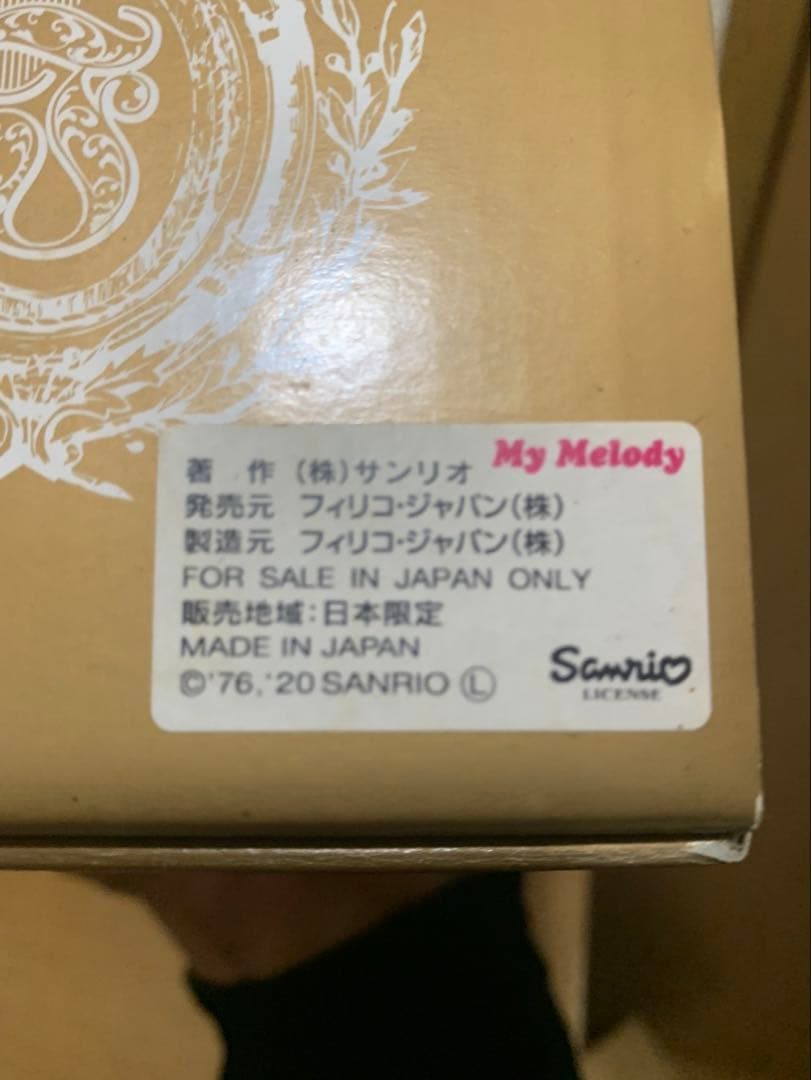 My Melody
著 作 (株)サンリオ
発売元 フィリコ・ジャパン(株)
製造元 フィリコ・ジャパン(株)
FOR SALE IN JAPAN ONLY
販売地域:日本限定
MADE IN JAPAN
©'76,'20 SANRIO Ⓛ
Sanrio
LICENSE